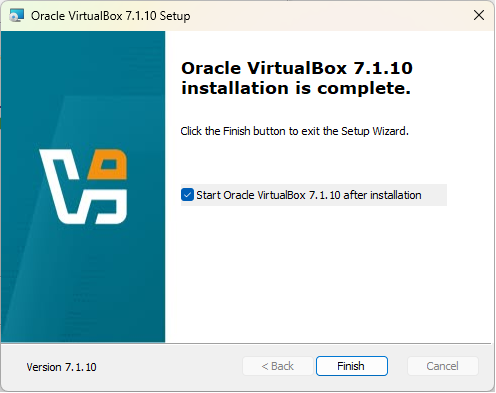 Oracle VirtualBox 7.1.10 Setup
Oracle VirtualBox 7.1.10
installation is complete.
Click the Finish button to exit the Setup Wizard.
Start Oracle VirtualBox 7.1.10 after installation
Version 7.1.10
< Back
Finish
Cancel